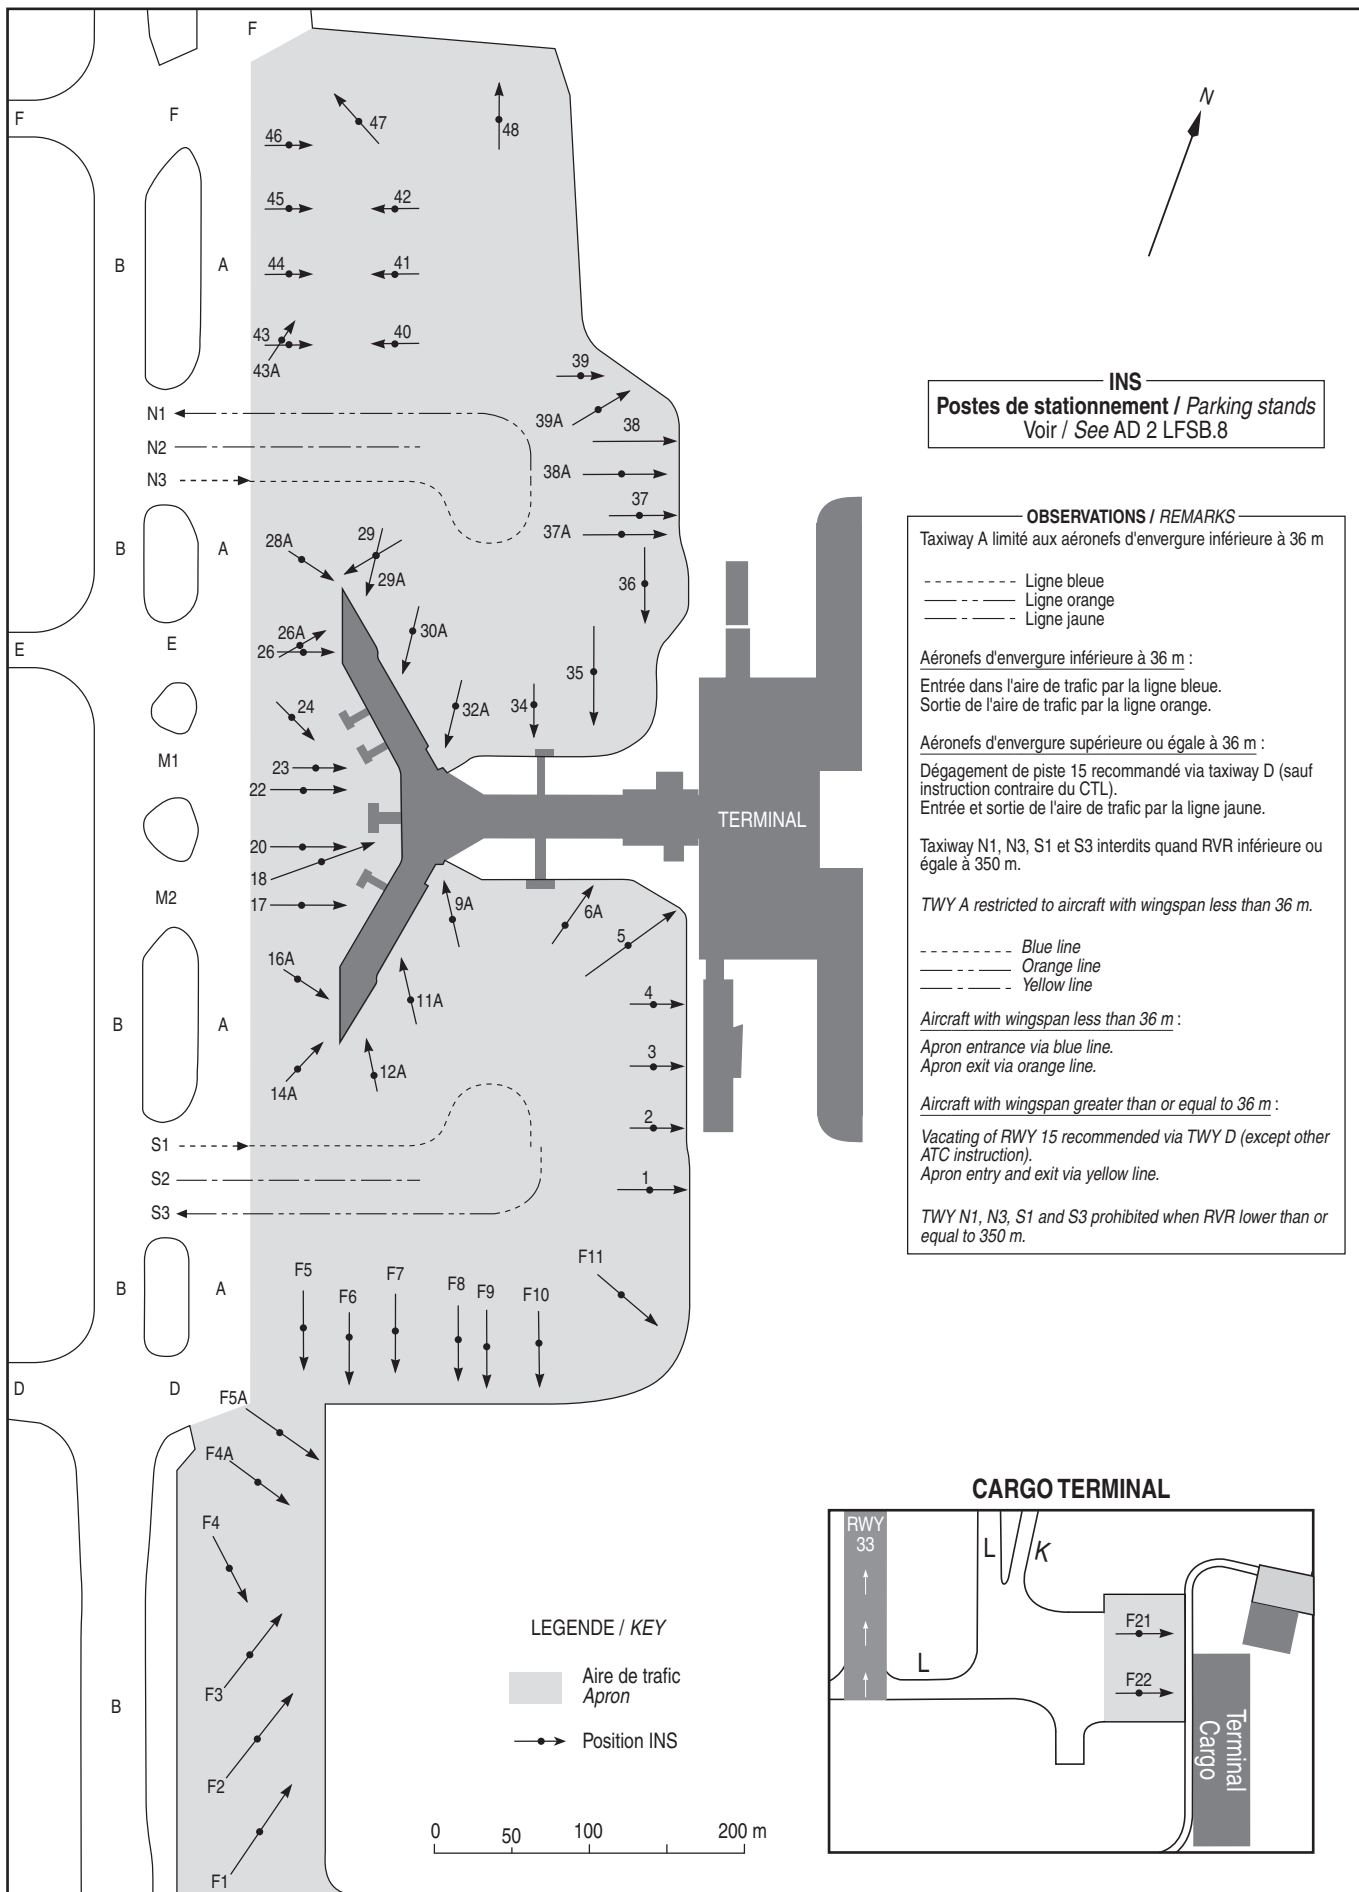 F
F
F
47
48
46
45
42
B
A
44
41
43
40
43A
39
39A
N1
38
N2
38A
N3
37
37A
28A
29
29A
36
B
A
E
E
26A
26
30A
35
24
32A
34
M1
23
22
TERMINAL
20
18
M2
17
9A
6A
5
16A
11A
4
B
A
3
14A
12A
2
S1
S2
1
S3
B
A
F5
F6
F7
F8
F9
F10
F11
D
D
F5A
F4A
F4
F3
B
F2
F1
N
INS
Postes de stationnement / Parking stands
Voir / See AD 2 LFSB.8
OBSERVATIONS / REMARKS
Taxiway A limité aux aéronefs d'envergure inférieure à 36 m
Ligne bleue
Ligne orange
Ligne jaune
Aéronefs d'envergure inférieure à 36 m :
Entrée dans l'aire de trafic par la ligne bleue.
Sortie de l'aire de trafic par la ligne orange.
Aéronefs d'envergure supérieure ou égale à 36 m :
Dégagement de piste 15 recommandé via taxiway D (sauf
instruction contraire du CTL).
Entrée et sortie de l'aire de trafic par la ligne jaune.
Taxiway N1, N3, S1 et S3 interdits quand RVR inférieure ou
égale à 350 m.
TWY A restricted to aircraft with wingspan less than 36 m.
Blue line
Orange line
Yellow line
Aircraft with wingspan less than 36 m :
Apron entrance via blue line.
Apron exit via orange line.
Aircraft with wingspan greater than or equal to 36 m :
Vacating of RWY 15 recommended via TWY D (except other
ATC instruction).
Apron entry and exit via yellow line.
TWY N1, N3, S1 and S3 prohibited when RVR lower than or
equal to 350 m.
LEGENDE / KEY
Aire de trafic
Apron
Position INS
0 50 100 200 m
CARGO TERMINAL
RWY
33
L
K
L
F21
F22
Terminal
Cargo